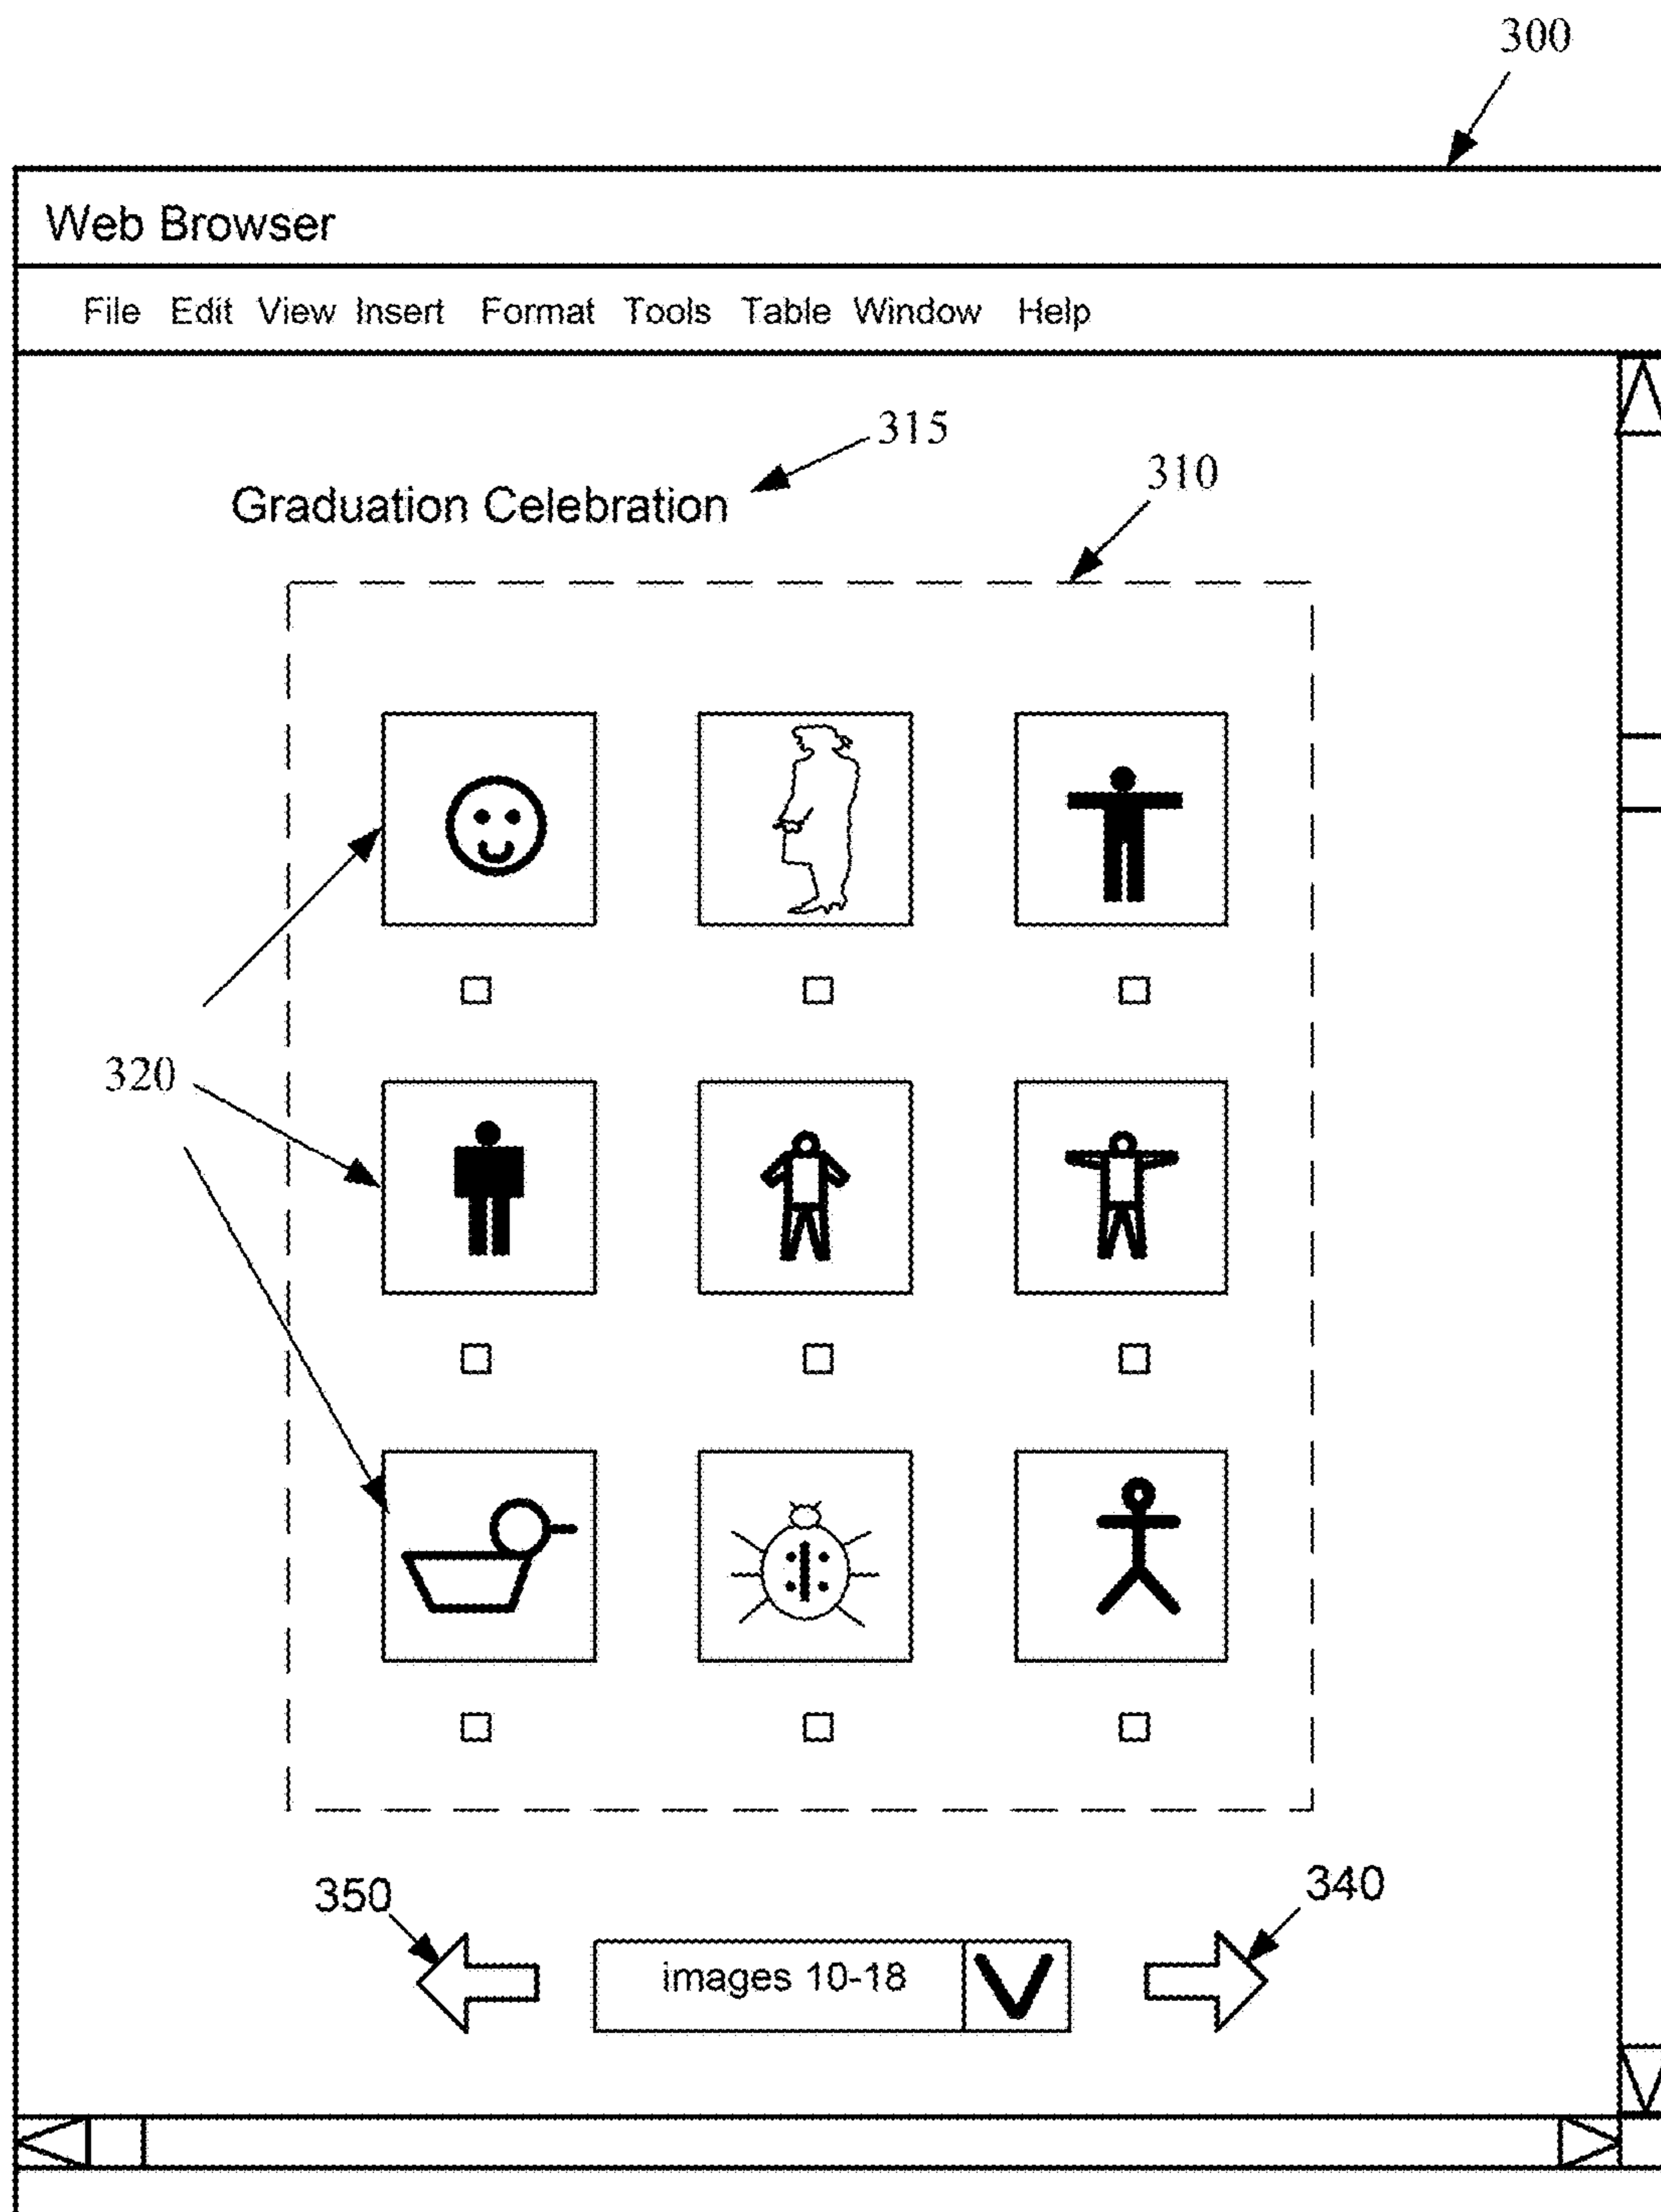 300
Web Browser
File Edit View Insert Format Tools Table Window Help
315
Graduation Celebration
310
320
350
340
images 10-18